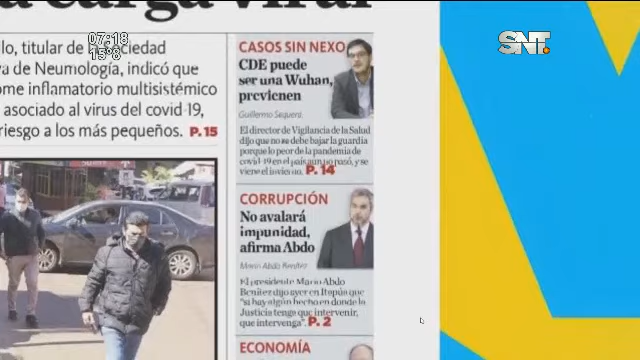 a carga viral
07:18
15°8
SNT.
lo, titular de la Sociedad
va de Neumología, indicó que
ome inflamatorio multisistémico
asociado al virus del covid 19,
riesgo a los más pequeños. P. 15
CASOS SIN NEXO
CDE puede
ser una Wuhan,
previenen
Guillermo Sequera
El director de Vigilancia de la Salud
dijo que no se debe bajar la guardia
porque lo peor de la pandemia de
covid-19 en el país aún no pasó, y se
viene el invierno. P. 14
CORRUPCIÓN
No avalará
impunidad,
afirma Abdo
Mario Abdo Benítez
El presidente Mario Abdo
Benítez dijo ayer en Itapúa que
"si hay algún hecho en donde la
Justicia tenga que intervenir,
que intervenga". P. 2
ECONOMÍA